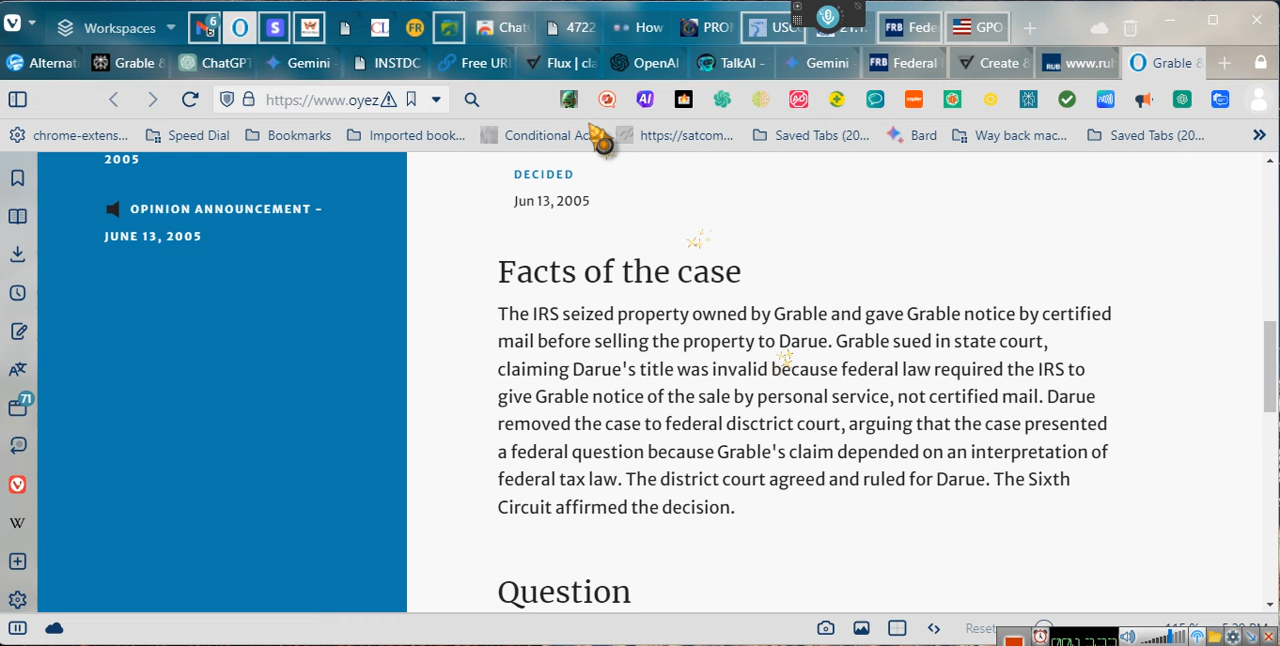 Workspaces
6
CL
FR
Chat
4722
How
PRO
USC
FRB Fede
GPO
Alternat
Grable &
ChatGPT
Gemini
INSTDC
Free UR
Flux | cla
OpenAI
TalkAI -
Gemini
FRB Federal
Create &
RUB www.rul
Grable &
https://www.oyez
chrome-extens...
Speed Dial
Bookmarks
Imported book...
Conditional Ac
https://satcom...
Saved Tabs (20...
Bard
Way back mac...
Saved Tabs (20...
2005
OPINION ANNOUNCEMENT –
JUNE 13, 2005
71
W
DECIDED
Jun 13, 2005
Facts of the case
The IRS seized property owned by Grable and gave Grable notice by certified
mail before selling the property to Darue. Grable sued in state court,
claiming Darue's title was invalid because federal law required the IRS to
give Grable notice of the sale by personal service, not certified mail. Darue
removed the case to federal disctrict court, arguing that the case presented
a federal question because Grable's claim depended on an interpretation of
federal tax law. The district court agreed and ruled for Darue. The Sixth
Circuit affirmed the decision.
Question
Reset